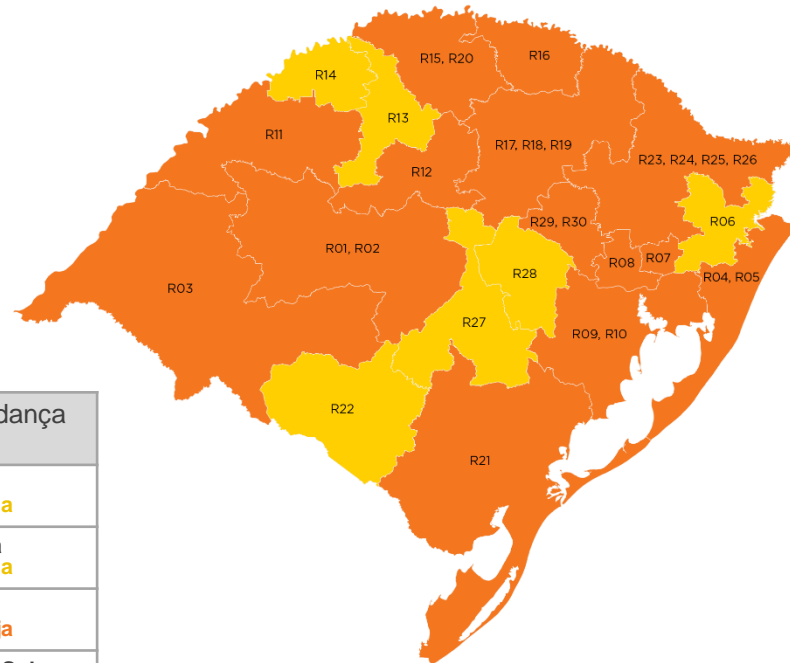 R15, R20
R16
R14
R13
R11
R17, R18, R19
R12
R23, R24, R25, R26
R06
R29, R30
R01, R02
R28
R08
R07
R04, R05
R03
R27
R09, R10
R22
R21
dança
a
a
a
ja